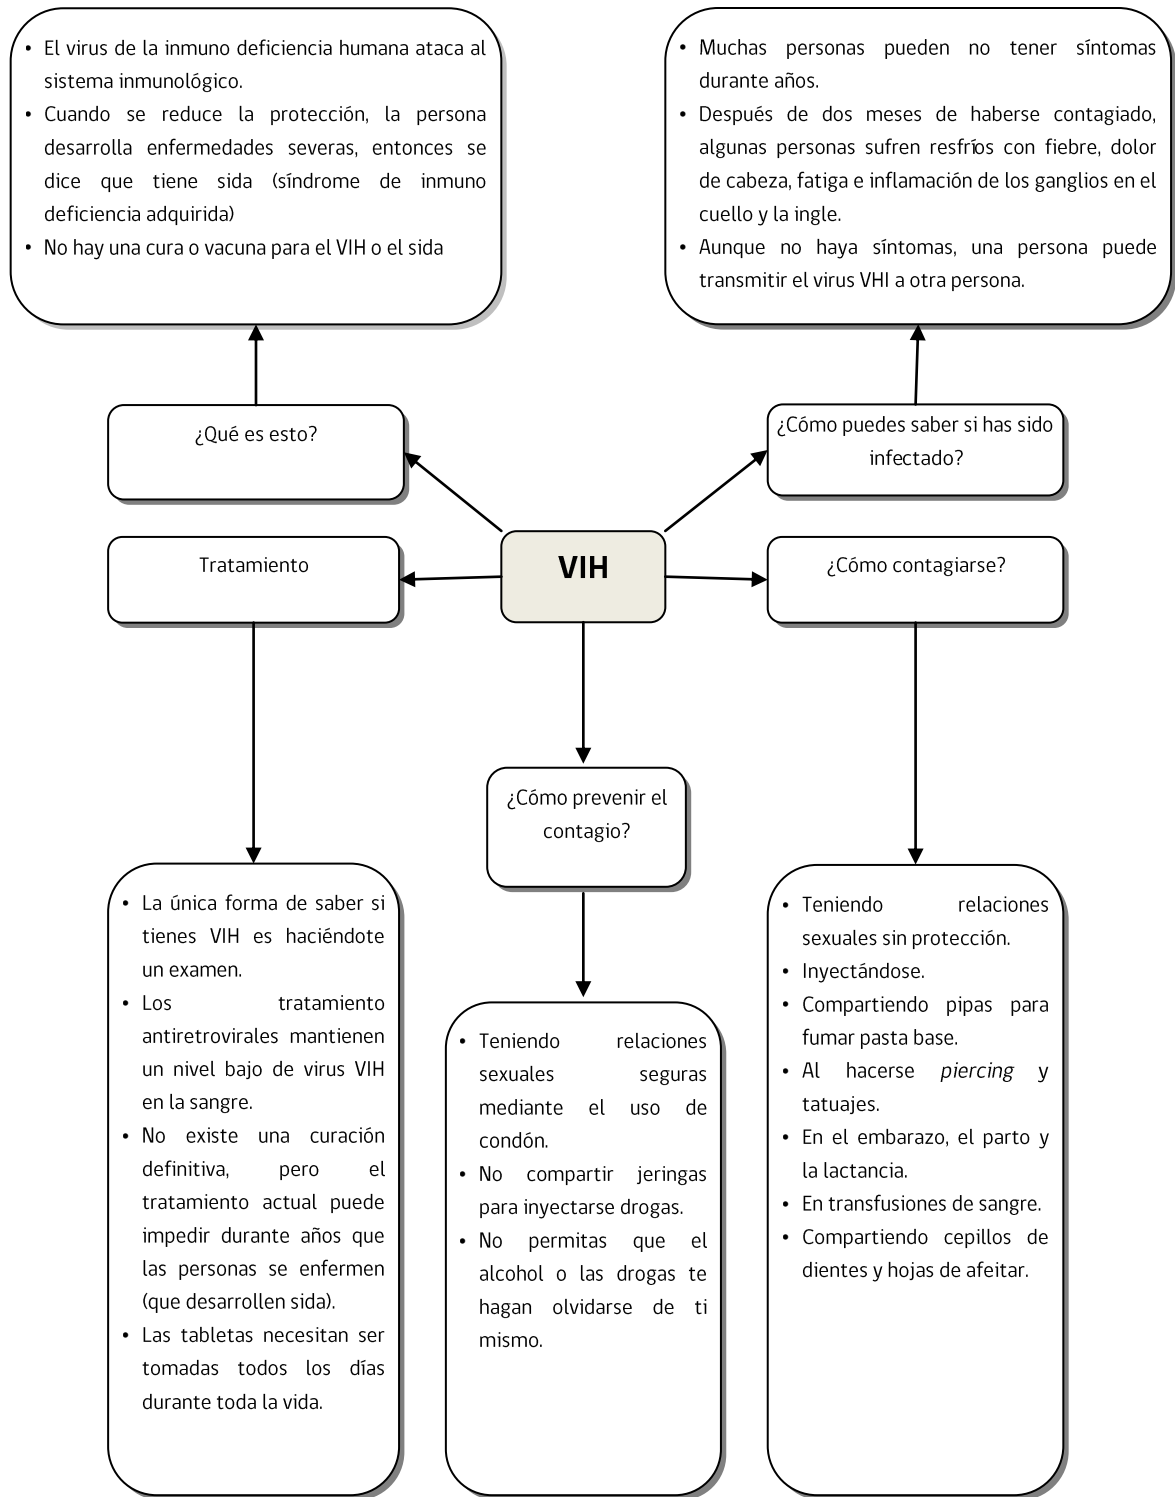 • El virus de la inmuno deficiencia humana ataca al
sistema inmunológico.
• Cuando se reduce la protección, la persona
desarrolla enfermedades severas, entonces se
dice que tiene sida (síndrome de inmuno
deficiencia adquirida)
• No hay una cura o vacuna para el VIH o el sida
• Muchas personas pueden no tener síntomas
durante años.
• Después de dos meses de haberse contagiado,
algunas personas sufren resfríos con fiebre, dolor
de cabeza, fatiga e inflamación de los ganglios en el
cuello y la ingle.
• Aunque no haya síntomas, una persona puede
transmitir el virus VHI a otra persona.
¿Qué es esto?
¿Cómo puedes saber si has sido
infectado?
Tratamiento
VIH
¿Cómo contagiarse?
¿Cómo prevenir el
contagio?
• La única forma de saber si
tienes VIH es haciéndote
un examen.
• Los tratamiento
antiretrovirales mantienen
un nivel bajo de virus VIH
en la sangre.
• No existe una curación
definitiva, pero el
tratamiento actual puede
impedir durante años que
las personas se enfermen
(que desarrollen sida).
• Las tabletas necesitan ser
tomadas todos los días
durante toda la vida.
• Teniendo relaciones
sexuales seguras
mediante el uso de
condón.
• No compartir jeringas
para inyectarse drogas.
• No permitas que el
alcohol o las drogas te
hagan olvidarse de ti
mismo.
• Teniendo relaciones
sexuales sin protección.
• Inyectándose.
• Compartiendo pipas para
fumar pasta base.
• Al hacerse piercing y
tatuajes.
• En el embarazo, el parto y
la lactancia.
• En transfusiones de sangre.
• Compartiendo cepillos de
dientes y hojas de afeitar.